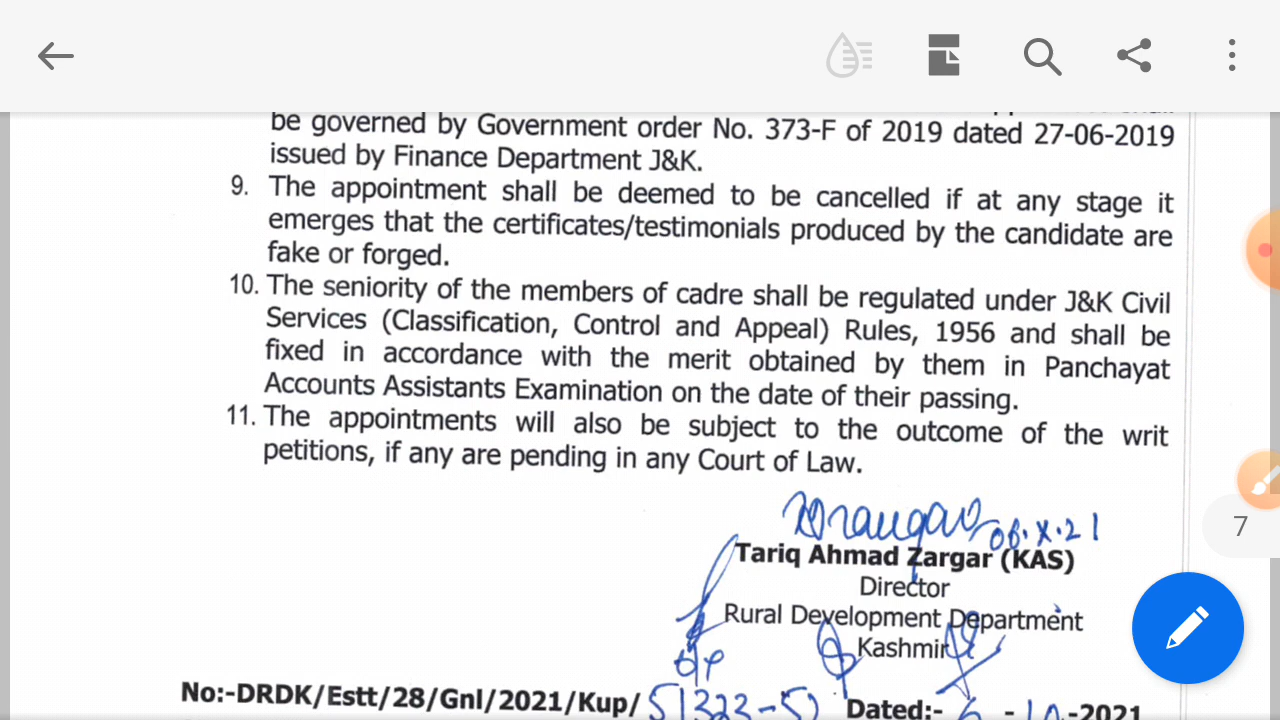 be governed by Government order No. 373-F of 2019 dated 27-06-2019
issued by Finance Department J&K.
9. The appointment shall be deemed to be cancelled if at any stage it
emerges that the certificates/testimonials produced by the candidate are
fake or forged.
10. The seniority of the members of cadre shall be regulated under J&K Civil
Services (Classification, Control and Appeal) Rules, 1956 and shall be
fixed in accordance with the merit obtained by them in Panchayat
Accounts Assistants Examination on the date of their passing.
11. The appointments will also be subject to the outcome of the writ
petitions, if any are pending in any Court of Law.
06.X.21
Tariq Ahmad Zargar (KAS)
7
Director
Rural Development Department
Kashmir
No:-DRDK/Estt/28/Gnl/2021/Kup/ 51323-5
Dated:- 6 -10-2021